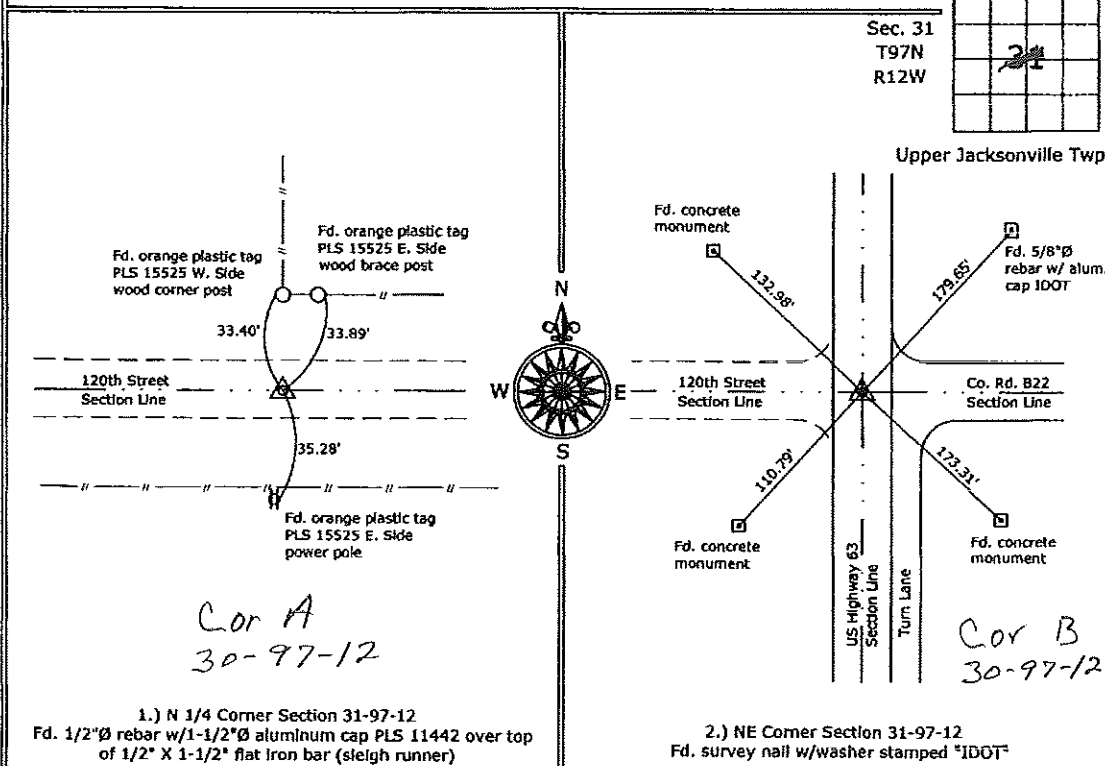 Sec. 31
T97N
R12W
31
Upper Jacksonville Twp
Fd. orange plastic tag
PLS 15525 W. Side
wood corner post
Fd. orange plastic tag
PLS 15525 E. Side
wood brace post
33.40'
33.89'
120th Street
Section Line
35.28'
Fd. orange plastic tag
PLS 15525 E. Side
power pole
Cor A
30-97-12
1.) N 1/4 Corner Section 31-97-12
Fd. 1/2"Ø rebar w/1-1/2"Ø aluminum cap PLS 11442 over top
of 1/2" X 1-1/2" flat iron bar (sleigh runner)
N
W
E
S
Fd. concrete
monument
132.98'
179.65'
Fd. 5/8"Ø
rebar w/ alum.
cap IDOT
120th Street
Section Line
Co. Rd. B22
Section Line
110.79'
173.31'
Fd. concrete
monument
Fd. concrete
monument
US Highway 63
Section Line
Turn Lane
Cor B
30-97-12
2.) NE Corner Section 31-97-12
Fd. survey nail w/washer stamped "IDOT"